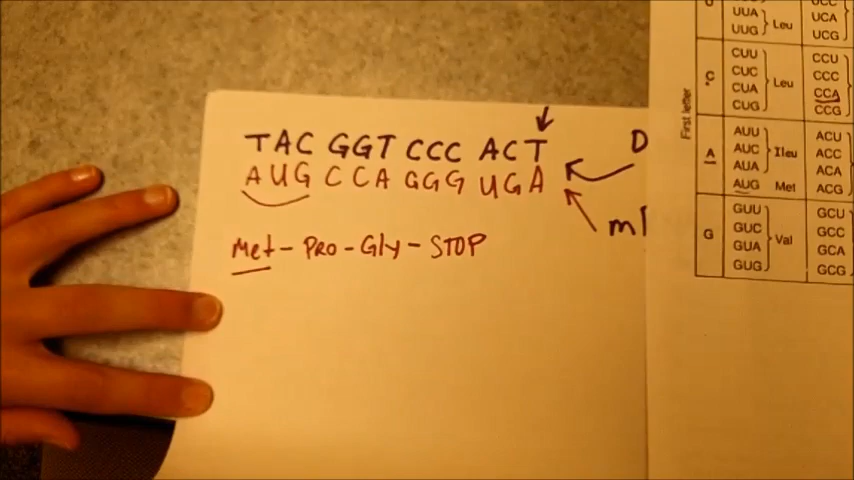 TAC GGT CCC ACT
D
AUG CCA GGG UGA
Met - Pro - Gly - STOP
First letter
U
UUA
UUG
Leu
UCA
UCG
C
CUU
CUC
CUA
CUG
Leu
CCU
CCC
CCA
CCG
A
AUU
AUC
AUA
Ileu
AUG Met
ACU
ACC
ACA
ACG
G
GUU
GUC
GUA
GUG
Val
GCU
GCC
GCA
GCG